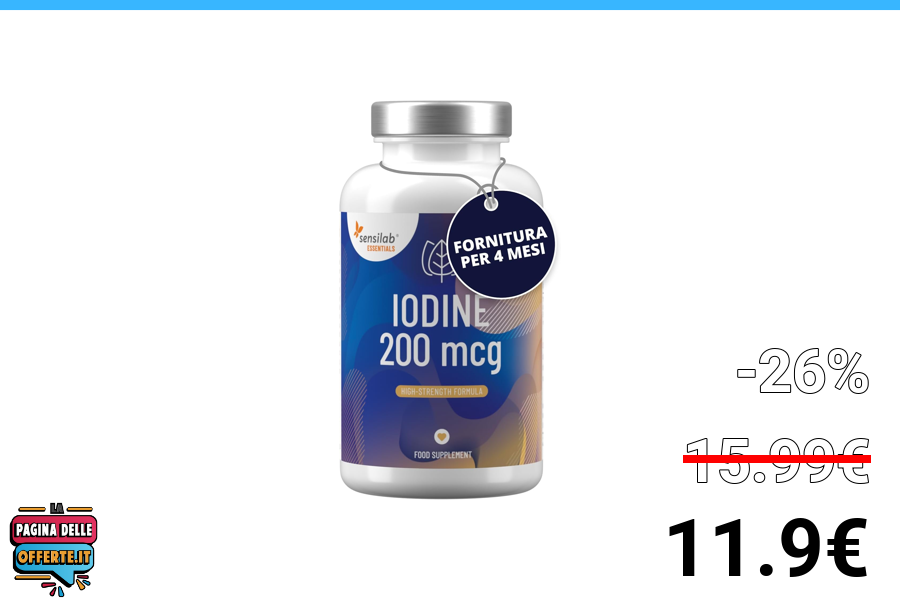 sensilab®
ESSENTIALS
FORNITURA
PER 4 MESI
IODINE
200 mcg
HIGH-STRENGTH FORMULA
FOOD SUPPLEMENT
-26%
15.99€
11.9€
LA
PAGINA DELLE
OFFERTE.IT